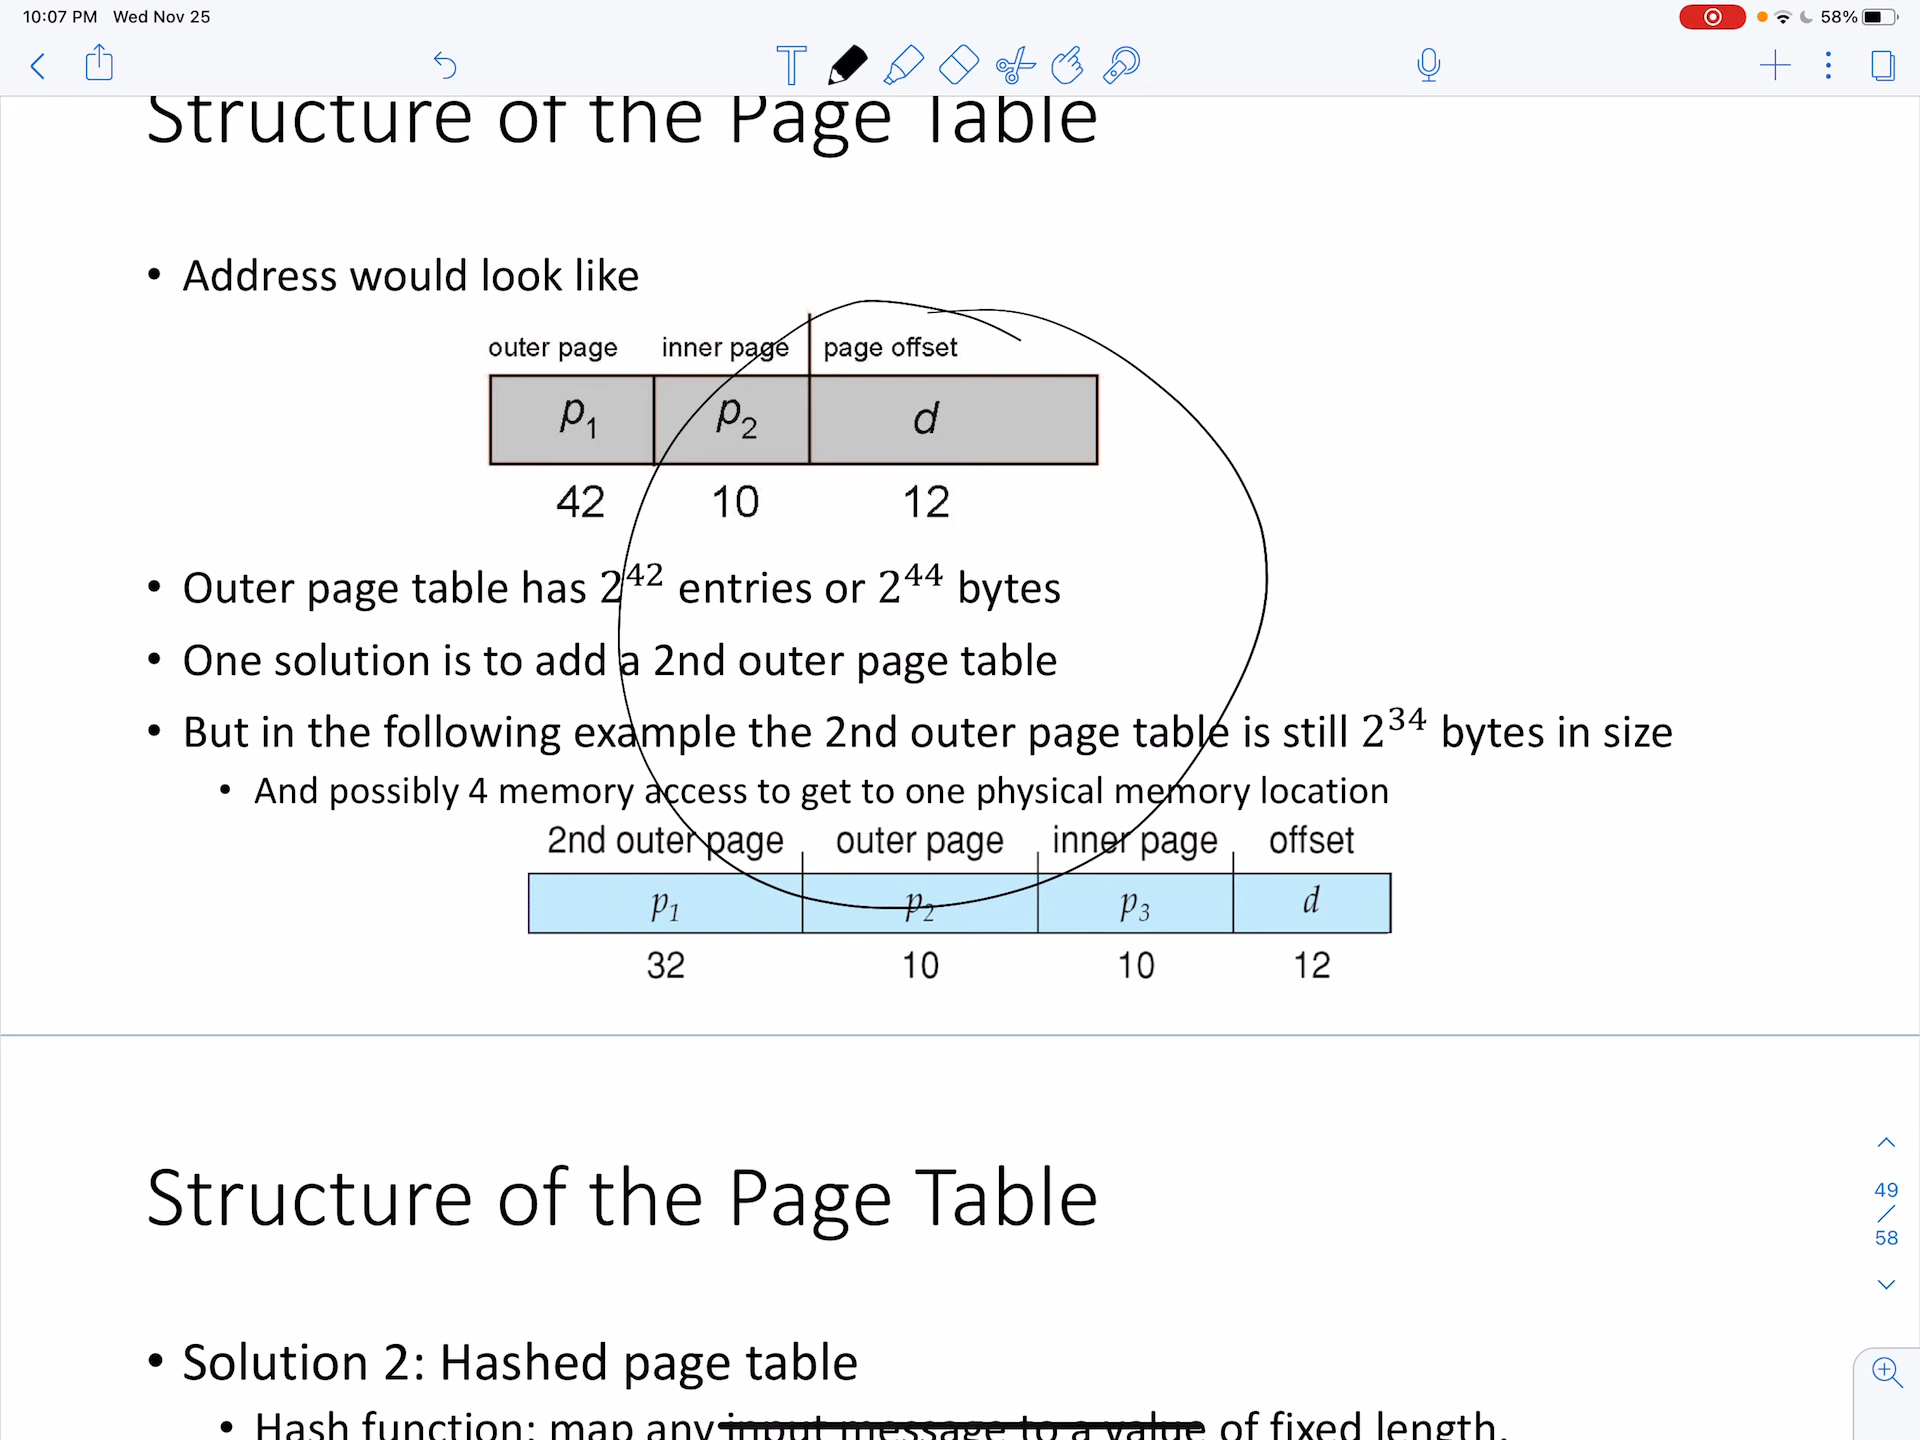 10:07 PM Wed Nov 25
58%
Structure of the Page Table
• Address would look like
outer page inner page page offset
p1 p2 d
42 10 12
• Outer page table has 2^42 entries or 2^44 bytes
• One solution is to add a 2nd outer page table
• But in the following example the 2nd outer page table is still 2^34 bytes in size
• And possibly 4 memory access to get to one physical memory location
2nd outer page outer page inner page offset
p1 p2 p3 d
32 10 10 12
Structure of the Page Table
49
/
58
• Solution 2: Hashed page table
• Hash function: map any input message to a value of fixed length.